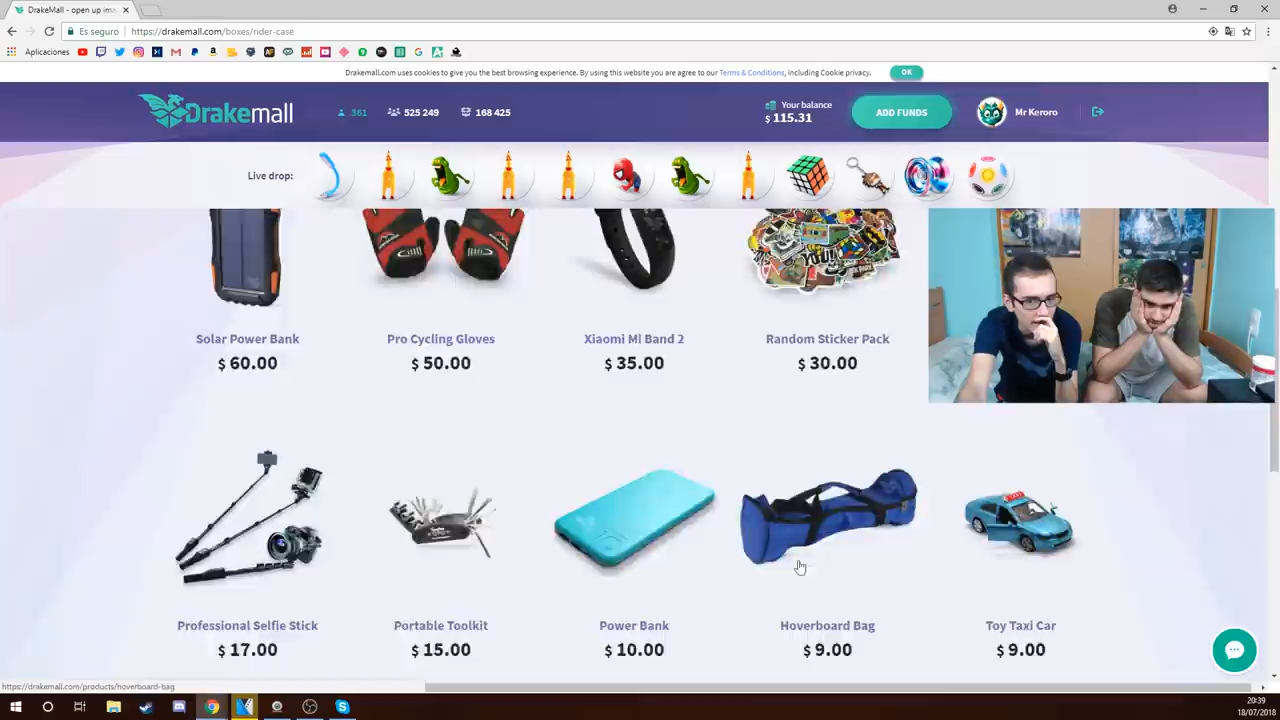 DrakeMall - open up ima
Es seguro
https://drakemall.com/boxes/rider-case
Aplicaciones
Drakemall.com uses cookies to give you the best browsing experience. By using this website you are agree to our Terms & Conditions, including Cookie privacy.
OK
Drakemall
361
525 249
168 425
Your balance
$ 115.31
ADD FUNDS
Mr Keroro
Live drop:
Solar Power Bank
$ 60.00
Pro Cycling Gloves
$ 50.00
Xiaomi Mi Band 2
$ 35.00
Random Sticker Pack
$ 30.00
Professional Selfie Stick
$ 17.00
Portable Toolkit
$ 15.00
Power Bank
$ 10.00
Hoverboard Bag
$ 9.00
Toy Taxi Car
$ 9.00
https://drakemall.com/products/hoverboard-bag
20:39
18/07/2018